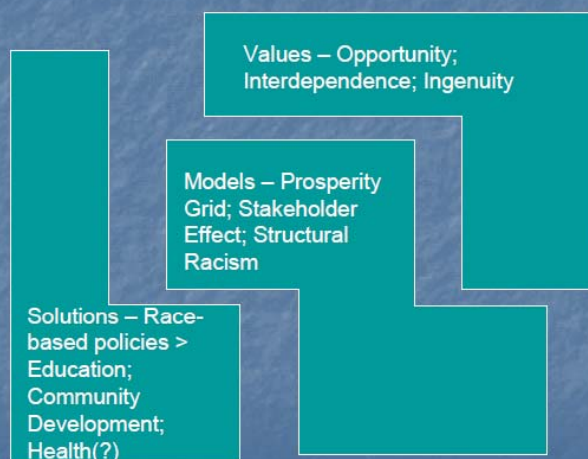 Values – Opportunity;
Interdependence; Ingenuity
Models – Prosperity
Grid; Stakeholder
Effect; Structural
Racism
Solutions – Race-
based policies >
Education;
Community
Development;
Health(?)